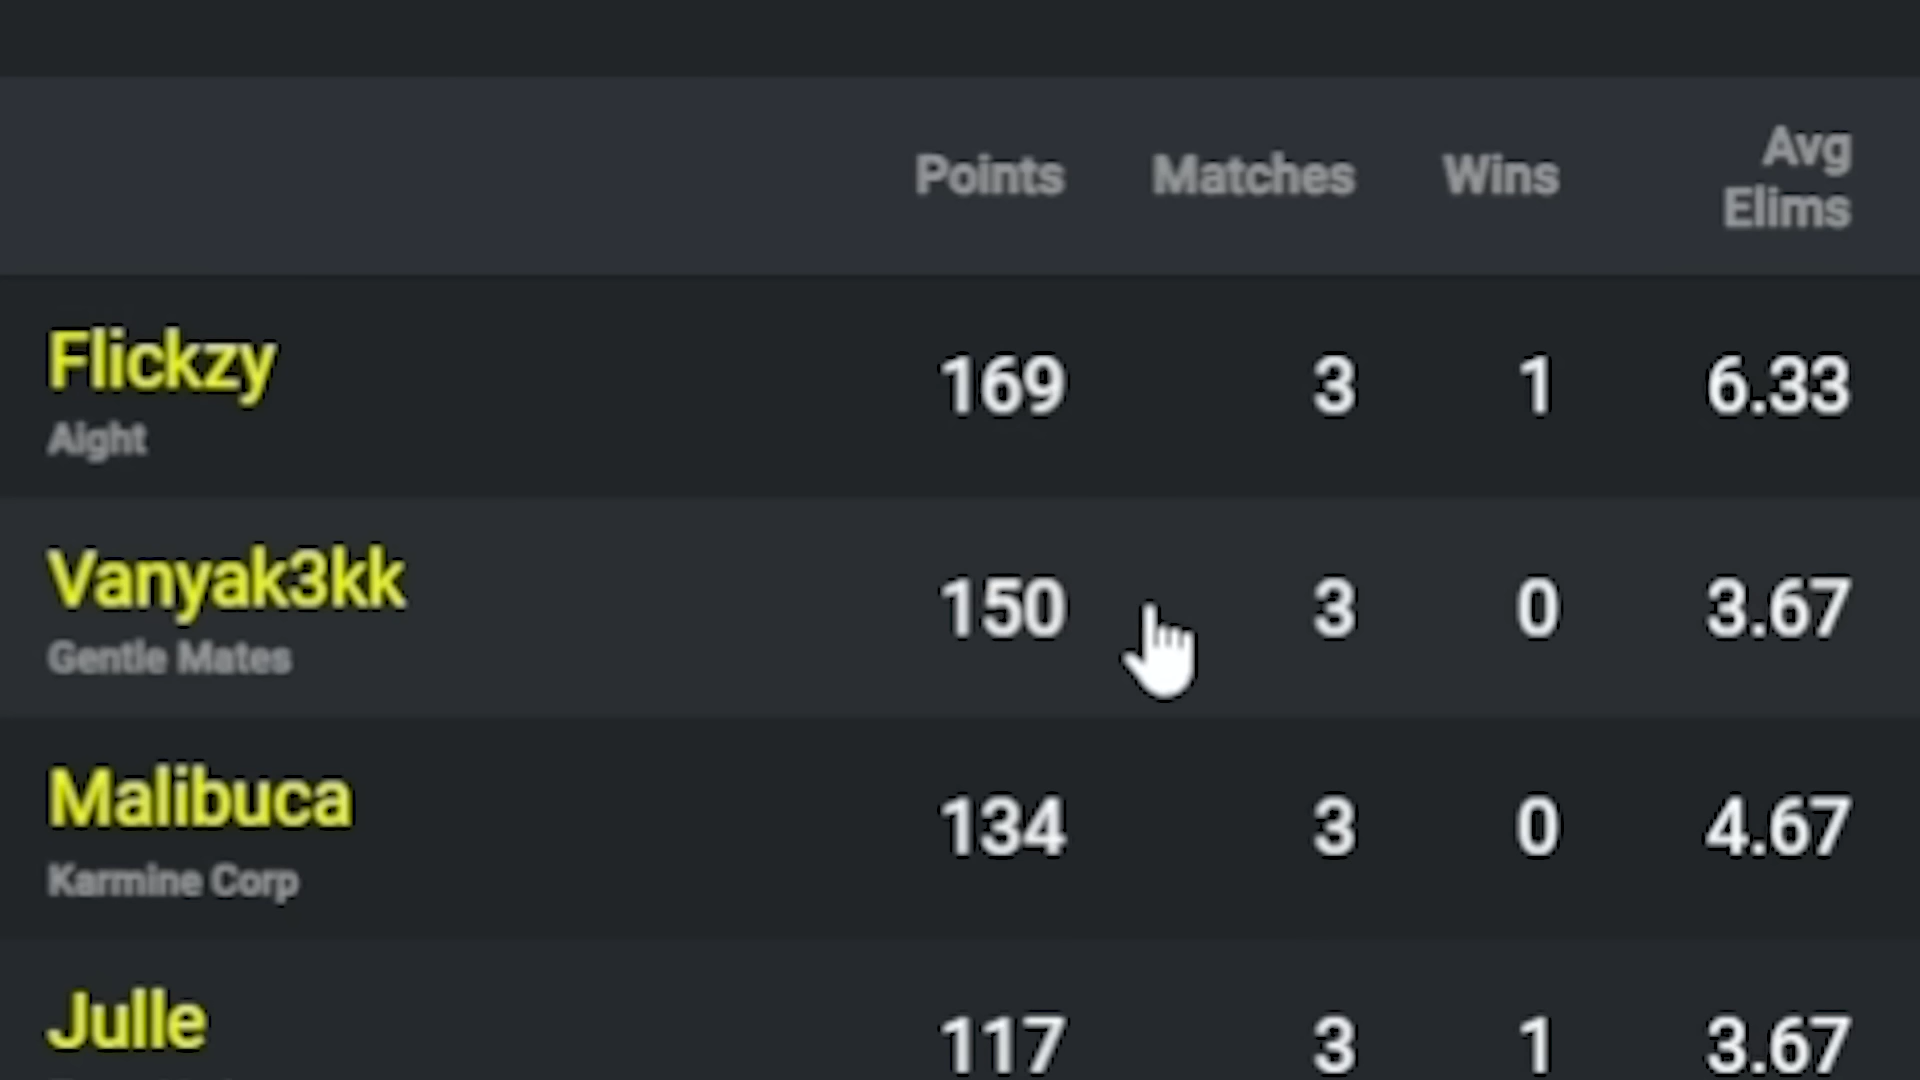 Points Matches Wins Avg Elims
Flickzy 169 3 1 6.33
Aight
Vanyak3kk 150 3 0 3.67
Gentle Mates
Malibuca 134 3 0 4.67
Karmine Corp
Julle 117 3 1 3.67